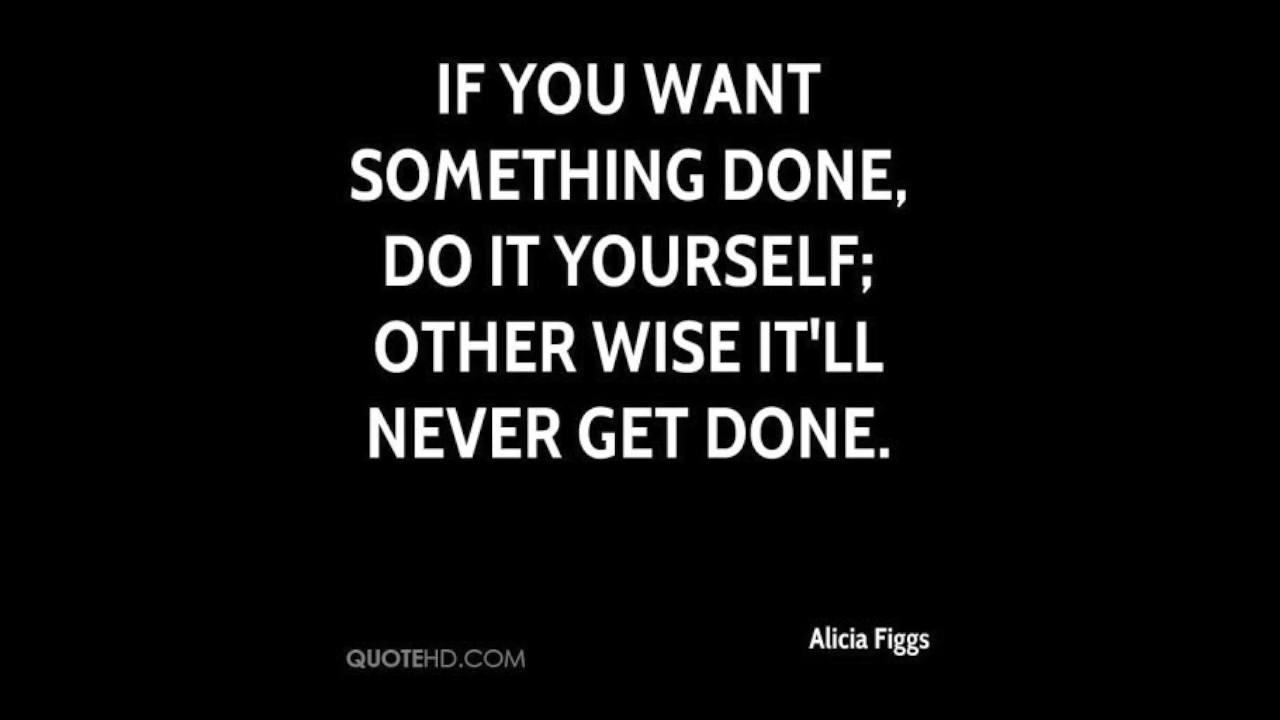 IF YOU WANT
SOMETHING DONE,
DO IT YOURSELF;
OTHER WISE IT'LL
NEVER GET DONE.
Alicia Figgs
QUOTEHD.COM